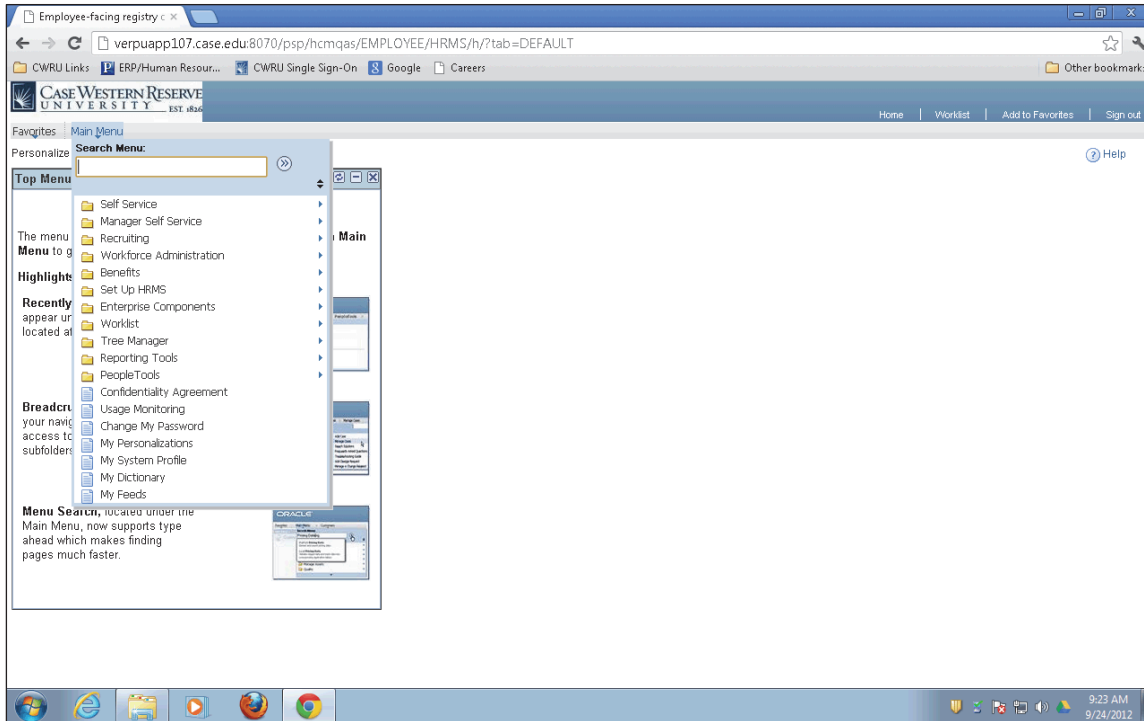 Employee-facing registry c
verpuapp107.case.edu:8070/psp/hcmqas/EMPLOYEE/HRMS/h/?tab=DEFAULT
CWRU Links ERP/Human Resour... CWRU Single Sign-On Google Careers Other bookmark
CASE WESTERN RESERVE
UNIVERSITY EST. 1826
Home | Worklist | Add to Favorites | Sign out
Favorites Main Menu
Personalize
Help
Search Menu:
Top Menu
Self Service
Manager Self Service
Recruiting
Workforce Administration
Benefits
Set Up HRMS
Enterprise Components
Worklist
Tree Manager
Reporting Tools
PeopleTools
Confidentiality Agreement
Usage Monitoring
Change My Password
My Personalizations
My System Profile
My Dictionary
My Feeds
The menu Main
Menu to g
Highlights
Recently
appear un
located at
Breadcru
your navig
access to
subfolders
Menu Search, located under the
Main Menu, now supports type
ahead which makes finding
pages much faster.
ORACLE
9:23 AM
9/24/2012